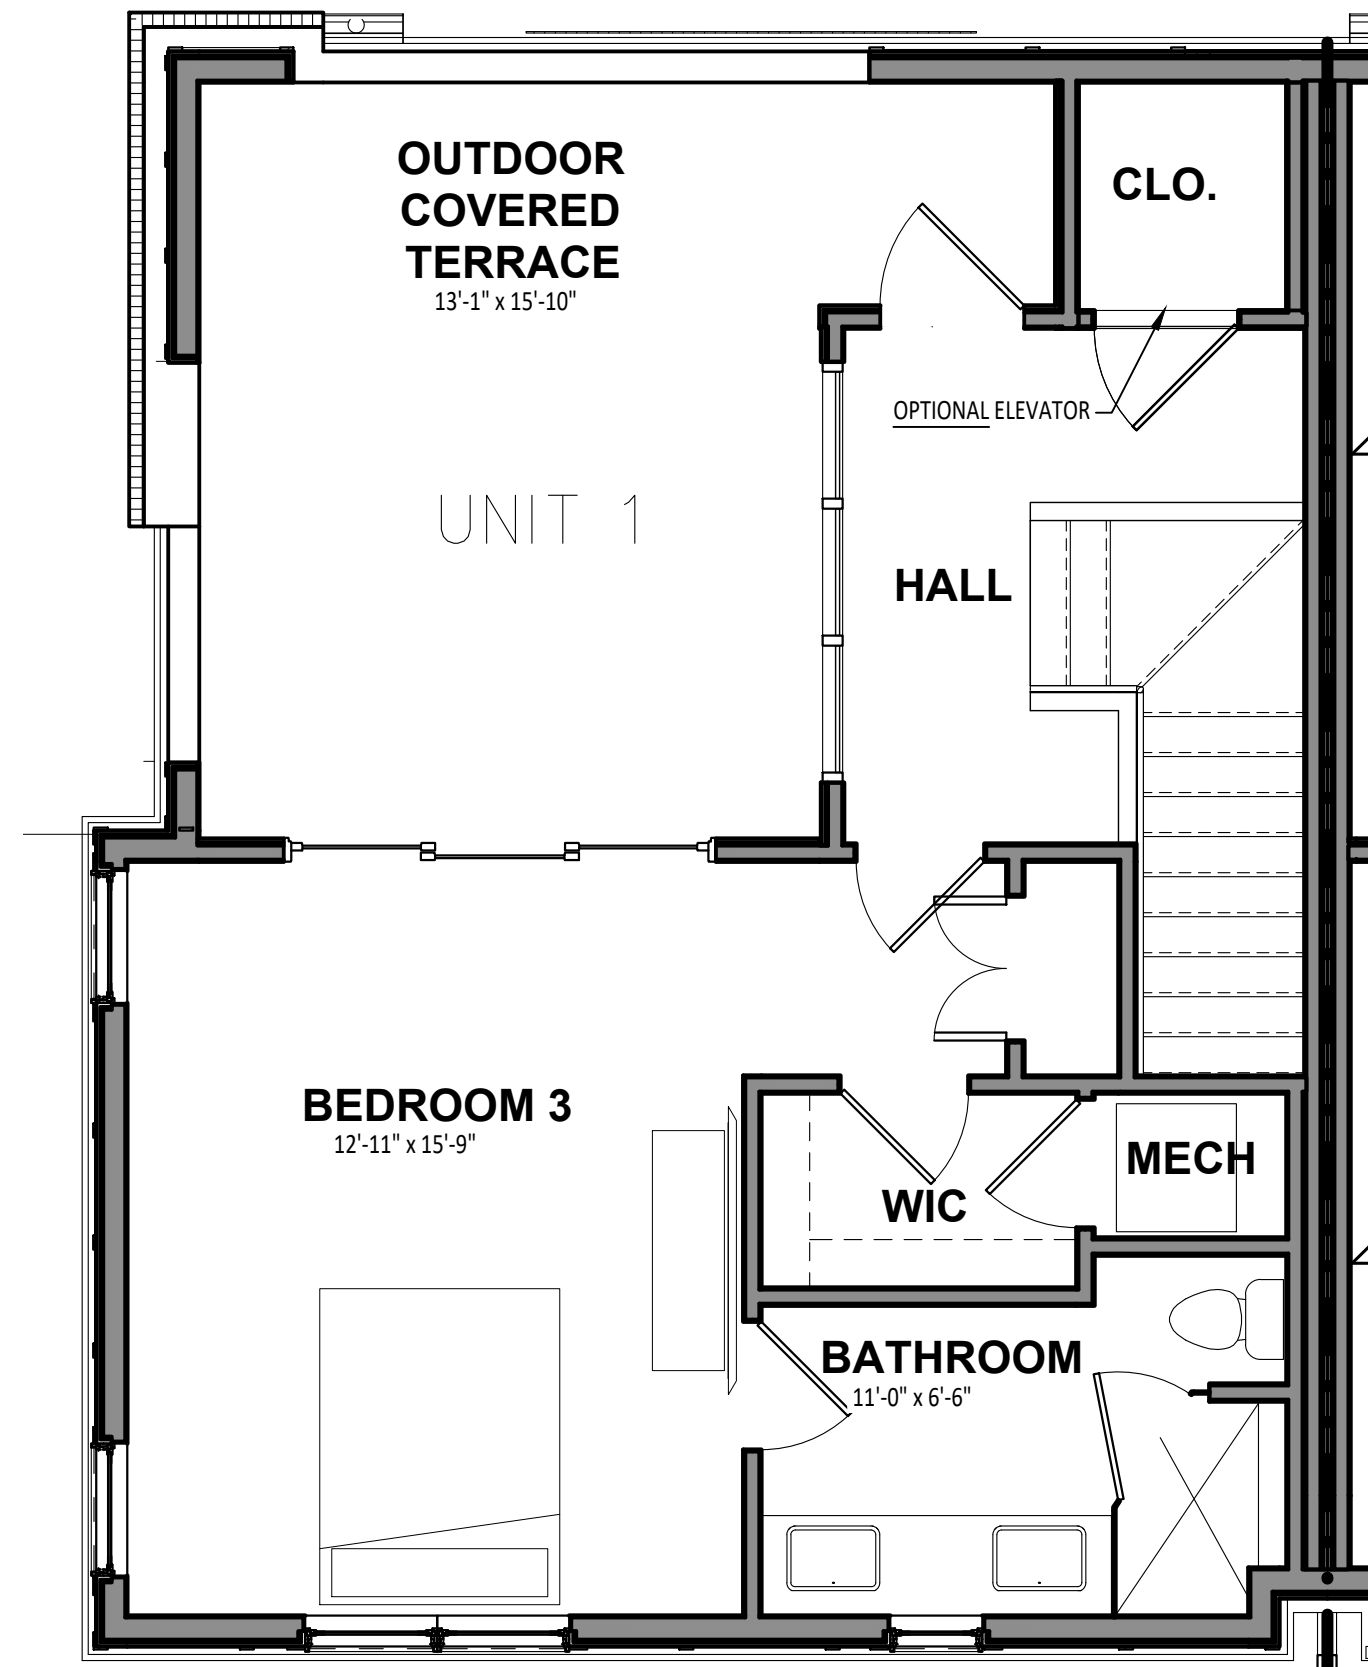 OUTDOOR
COVERED
TERRACE
13'-1" x 15'-10"
CLO.
OPTIONAL ELEVATOR
UNIT 1
HALL
BEDROOM 3
12'-11" x 15'-9"
MECH
WIC
BATHROOM
11'-0" x 6'-6"